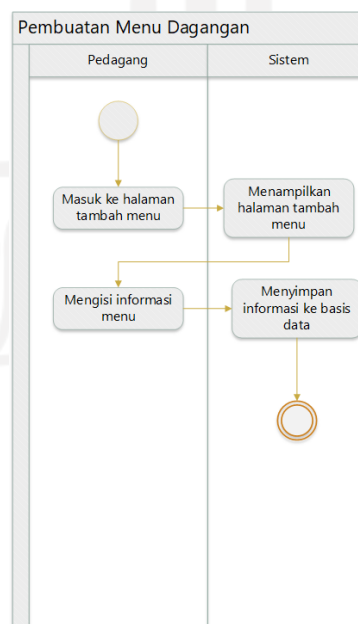 Pembuatan Menu Dagangan
Pedagang
Sistem
Masuk ke halaman
tambah menu
Menampilkan
halaman tambah
menu
Mengisi informasi
menu
Menyimpan
informasi ke basis
data